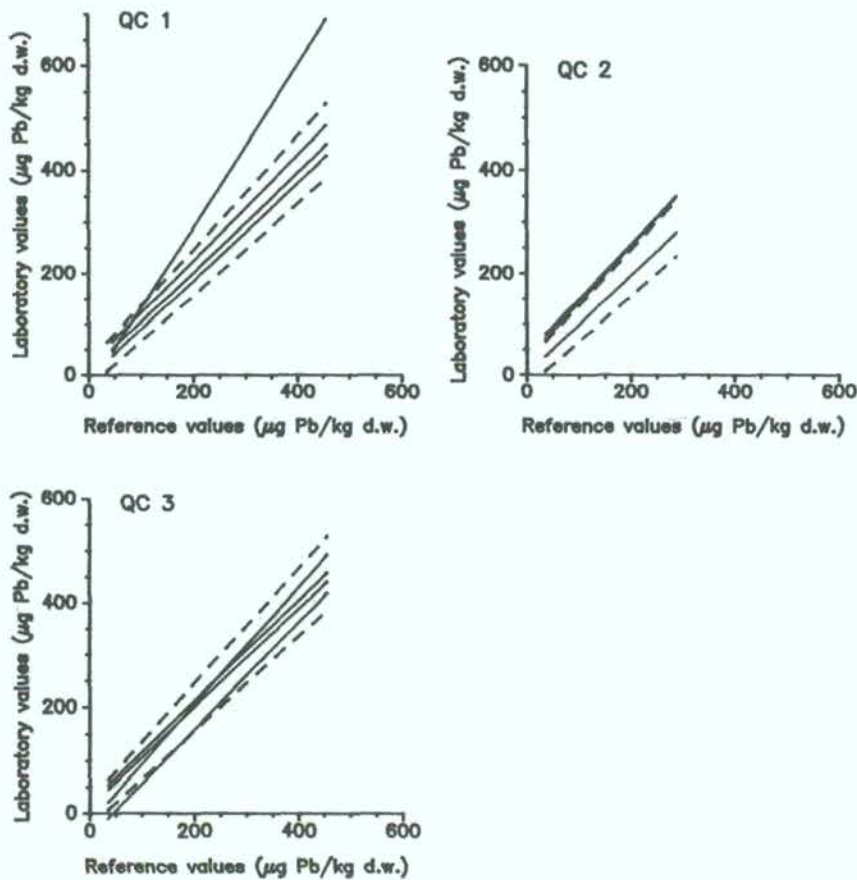 QC 1
Laboratory values (μg Pb/kg d.w.)
600
400
200
0
0
200
400
600
Reference values (μg Pb/kg d.w.)
QC 2
Laboratory values (μg Pb/kg d.w.)
600
400
200
0
0
200
400
600
Reference values (μg Pb/kg d.w.)
QC 3
Laboratory values (μg Pb/kg d.w.)
600
400
200
0
0
200
400
600
Reference values (μg Pb/kg d.w.)